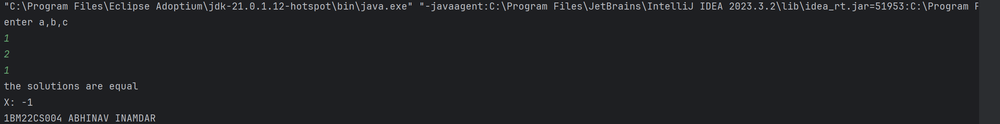 "C:\Program Files\Eclipse Adoptium\jdk-21.0.1.12-hotspot\bin\java.exe" "-javaagent:C:\Program Files\JetBrains\IntelliJ IDEA 2023.3.2\lib\idea_rt.jar=51953:C:\Program F
enter a,b,c
1
2
1
the solutions are equal
X: -1
1BM22CS004 ABHINAV INAMDAR